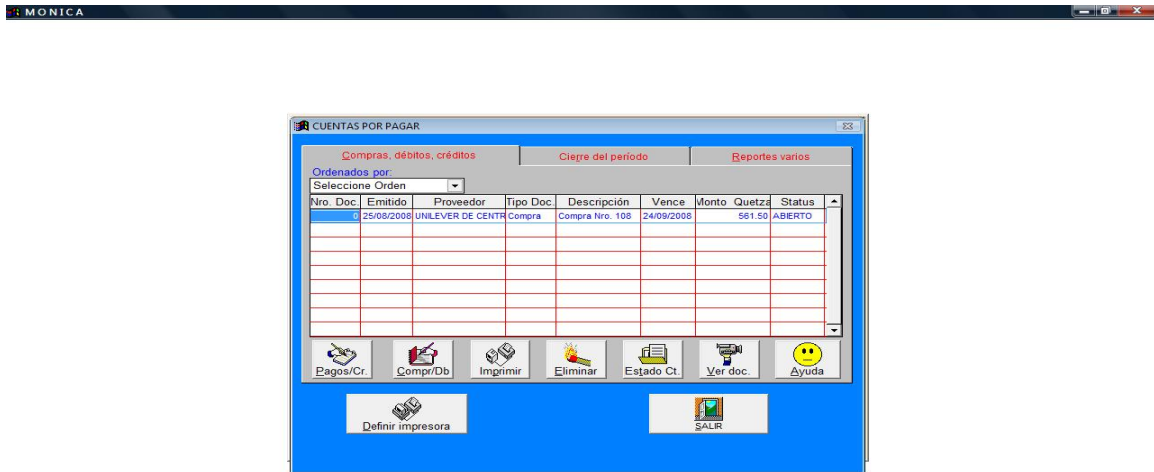 MONICA
CUENTAS POR PAGAR
Compras, débitos, créditos Cierre del período Reportes varios
Ordenados por:
Seleccione Orden
Nro. Doc. Emitido Proveedor Tipo Doc. Descripción Vence Monto Quetza Status
0 25/08/2008 UNILEVER DE CENTR Compra Compra Nro. 108 24/09/2008 561.50 ABIERTO
Pagos/Cr. Compr/Db Imprimir Eliminar Estado Ct. Ver doc. Ayuda
Definir impresora SALIR